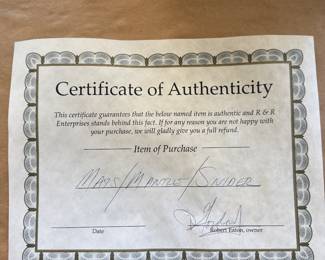 Certificate of Authenticity
This certificate guarantees that the below named item is authentic and R & R
Enterprises stands behind this fact. If for any reason you are not happy with
your purchase, we will gladly give you a full refund.
Item of Purchase
Mays/Mantle/Snider
Date
Robert Eaton, owner